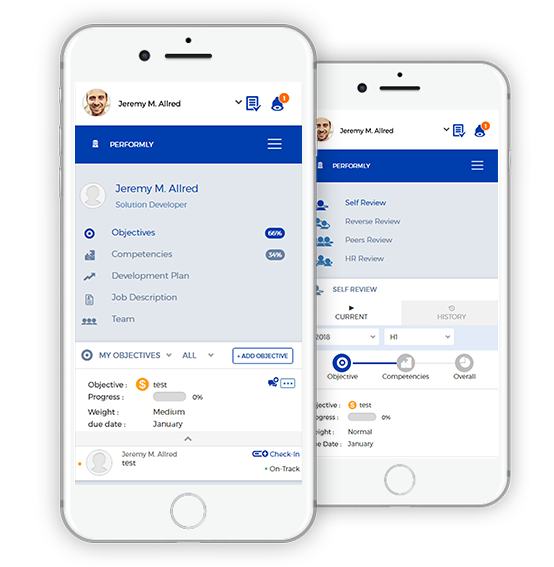 Jeremy M. Allred
1
PERFORMLY
Jeremy M. Allred
Solution Developer
Objectives 66%
Competencies 34%
Development Plan
Job Description
Team
MY OBJECTIVES ALL + ADD OBJECTIVE
Objective : $ test
Progress : 0%
Weight : Medium
due date : January
Jeremy M. Allred Check-In
test On-Track
Jeremy M. Allred
1
PERFORMLY
Self Review
Reverse Review
Peers Review
HR Review
SELF REVIEW
CURRENT HISTORY
2018 H1
Objective Competencies Overall
jective : $ test
ogress : 0%
eight : Normal
ue Date : January